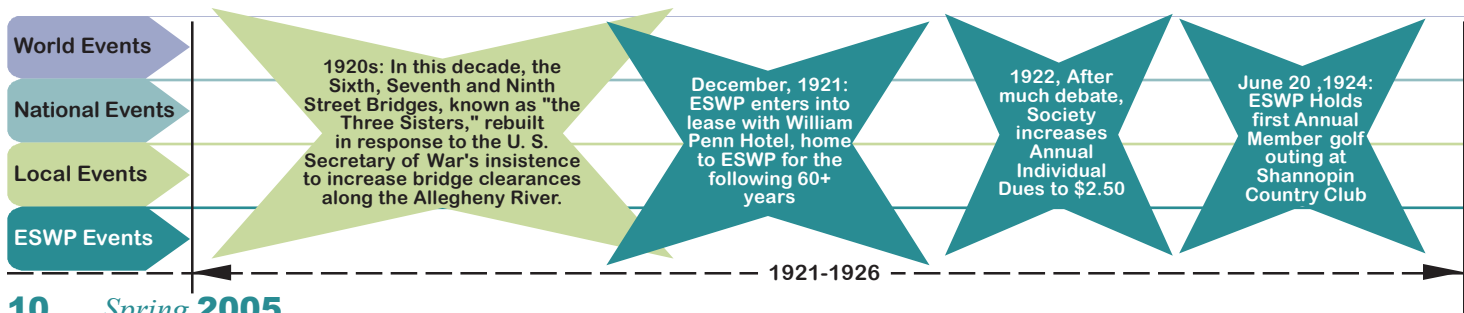 World Events
National Events
Local Events
ESWP Events
1920s: In this decade, the
Sixth, Seventh and Ninth
Street Bridges, known as "the
Three Sisters," rebuilt
in response to the U. S.
Secretary of War's insistence
to increase bridge clearances
along the Allegheny River.
December, 1921:
ESWP enters into
lease with William
Penn Hotel, home
to ESWP for the
following 60+
years
1922, After
much debate,
Society
increases
Annual
Individual
Dues to $2.50
June 20 ,1924:
ESWP Holds
first Annual
Member golf
outing at
Shannopin
Country Club
1921-1926
10 Spring 2005